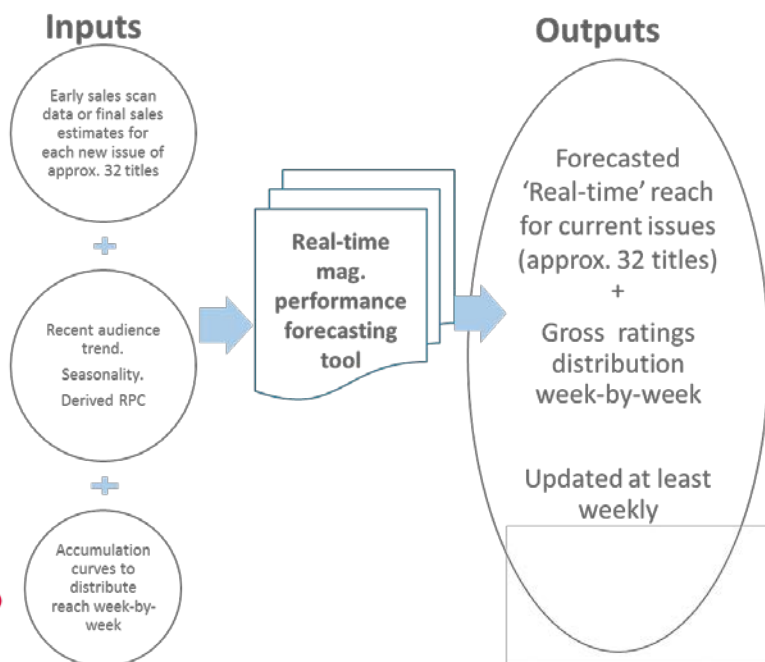 Inputs
Early sales scan
data or final sales
estimates for
each new issue of
approx. 32 titles
+
Recent audience
trend.
Seasonality.
Derived RPC
+
Accumulation
curves to
distribute
reach week-by-
week
Real-time
mag.
performance
forecasting
tool
Outputs
Forecasted
‘Real-time’ reach
for current issues
(approx. 32 titles)
+
Gross ratings
distribution
week-by-week
Updated at least
weekly